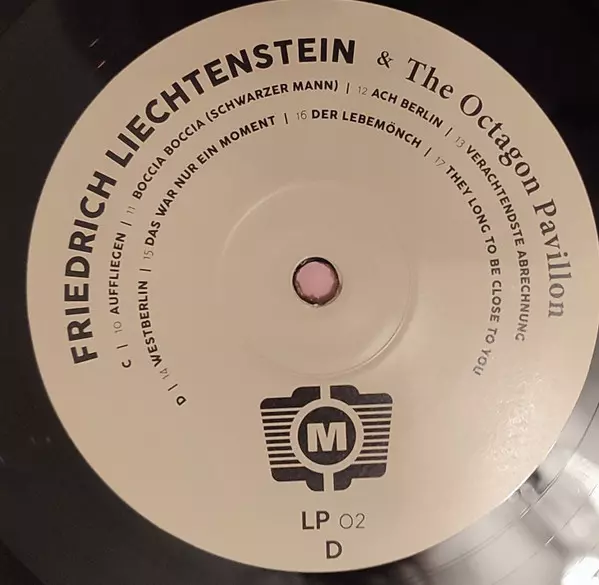 FRIEDRICH LIECHTENSTEIN & The Octagon Pavillon
C | 10 AUFFLIEGEN | 11 BOCCIA BOCCIA (SCHWARZER MANN) | 12 ACH BERLIN | 13 VERACHTENDSTE ABRECHNUNG
D | 14 WESTBERLIN | 15 DAS WAR NUR EIN MOMENT | 16 DER LEBEMÖNCH | 17 THEY LONG TO BE CLOSE TO YOU
M
LP 02
D